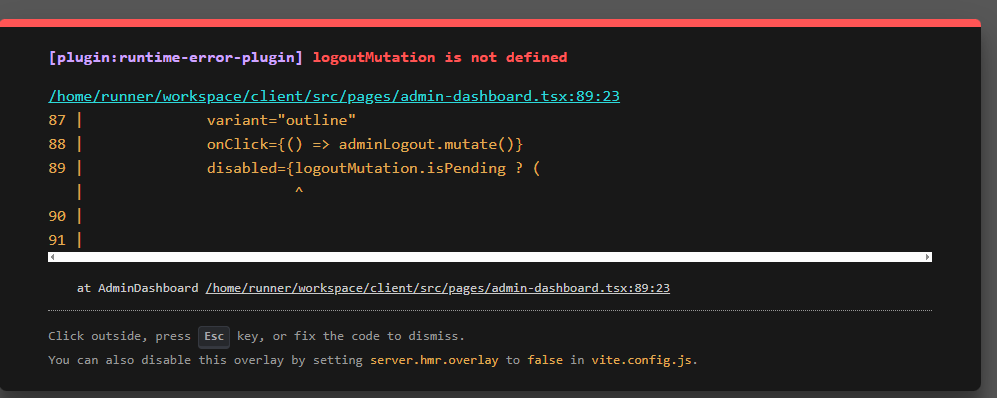 [plugin:runtime-error-plugin] logoutMutation is not defined
/home/runner/workspace/client/src/pages/admin-dashboard.tsx:89:23
87 |              variant="outline"
88 |              onClick={() => adminLogout.mutate()}
89 |              disabled={logoutMutation.isPending ? (
   |                        ^
90 |
91 |
at AdminDashboard /home/runner/workspace/client/src/pages/admin-dashboard.tsx:89:23
Click outside, press Esc key, or fix the code to dismiss.
You can also disable this overlay by setting server.hmr.overlay to false in vite.config.js.